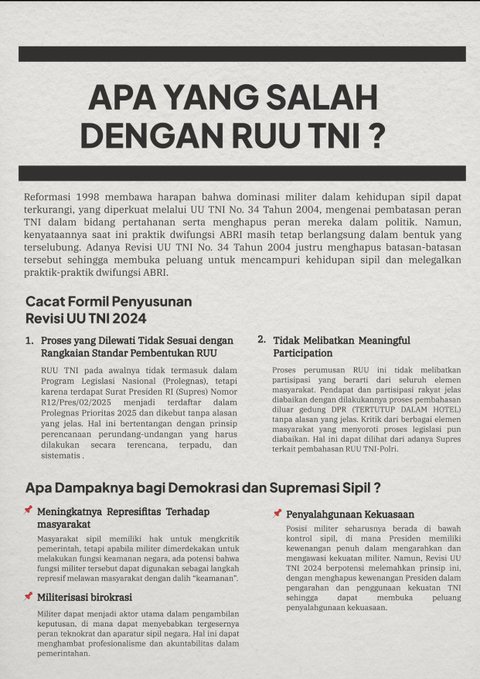 APA YANG SALAH
DENGAN RUU TNI ?
Reformasi 1998 membawa harapan bahwa dominasi militer dalam kehidupan sipil dapat
terkurangi, yang diperkuat melalui UU TNI No. 34 Tahun 2004, mengenai pembatasan peran
TNI dalam bidang pertahanan serta menghapus peran mereka dalam politik. Namun,
kenyataannya saat ini praktik dwifungsi ABRI masih tetap berlangsung dalam bentuk yang
terselubung. Adanya Revisi UU TNI No. 34 Tahun 2004 justru menghapus batasan-batasan
tersebut sehingga membuka peluang untuk mencampuri kehidupan sipil dan melegalkan
praktik-praktik dwifungsi ABRI.
Cacat Formil Penyusunan
Revisi UU TNI 2024
1. Proses yang Dilewati Tidak Sesuai dengan
Rangkaian Standar Pembentukan RUU
RUU TNI pada awalnya tidak termasuk dalam
Program Legislasi Nasional (Prolegnas), tetapi
karena terdapat Surat Presiden RI (Supres) Nomor
R12/Pres/02/2025 menjadi terdaftar dalam
Prolegnas Prioritas 2025 dan dikebut tanpa alasan
yang jelas. Hal ini bertentangan dengan prinsip
perencanaan perundang-undangan yang harus
dilakukan secara terencana, terpadu, dan
sistematis .
2. Tidak Melibatkan Meaningful
Participation
Proses perumusan RUU ini tidak melibatkan
partisipasi yang berarti dari seluruh elemen
masyarakat. Pendapat dan partisipasi rakyat jelas
diabaikan dengan dilakukannya proses pembahasan
diluar gedung DPR (TERTUTUP DALAM HOTEL)
tanpa alasan yang jelas. Kritik dari berbagai elemen
masyarakat yang menyoroti proses legislasi pun
diabaikan. Hal ini dapat dilihat dari adanya Supres
terkait pembahasan RUU TNI-Polri.
Apa Dampaknya bagi Demokrasi dan Supremasi Sipil ?
Meningkatnya Represifitas Terhadap
masyarakat
Masyarakat sipil memiliki hak untuk mengkritik
pemerintah, tetapi apabila militer dimerdekakan untuk
melakukan fungsi keamanan negara, ada potensi bahwa
fungsi militer tersebut dapat digunakan sebagai langkah
represif melawan masyarakat dengan dalih “keamanan”.
Militerisasi birokrasi
Militer dapat menjadi aktor utama dalam pengambilan
keputusan, di mana dapat menyebabkan tergesernya
peran teknokrat dan aparatur sipil negara. Hal ini dapat
menghambat profesionalisme dan akuntabilitas dalam
pemerintahan.
Penyalahgunaan Kekuasaan
Posisi militer seharusnya berada di bawah
kontrol sipil, di mana Presiden memiliki
kewenangan penuh dalam mengarahkan dan
mengawasi kekuatan militer. Namun, Revisi UU
TNI 2024 berpotensi melemahkan prinsip ini,
dengan menghapus kewenangan Presiden dalam
pengarahan dan penggunaan kekuatan TNI
sehingga dapat membuka peluang
penyalahgunaan kekuasaan.